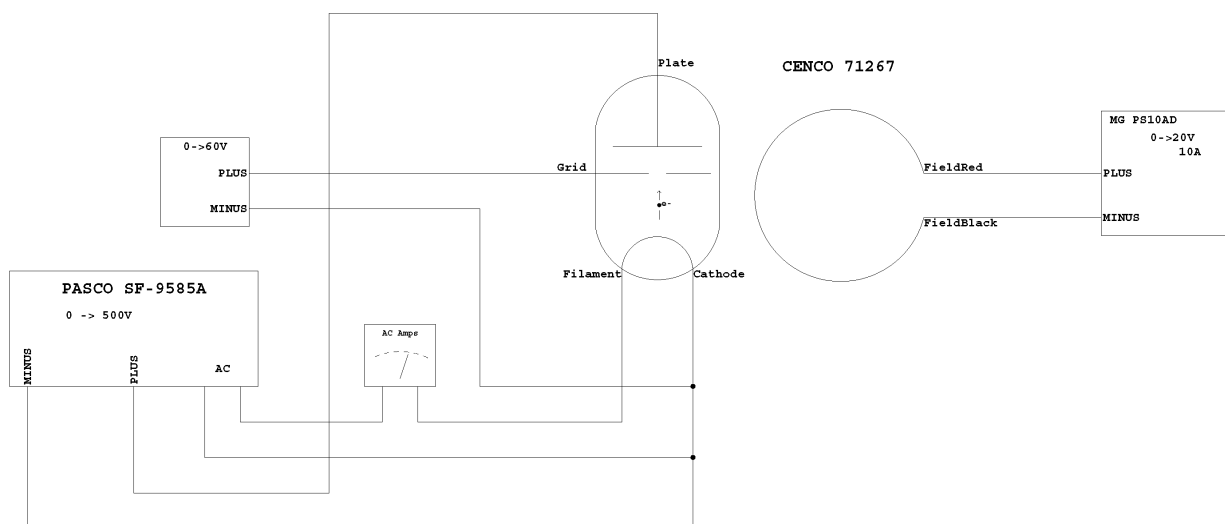 Plate
CENCO 71267
MG PS10AD
0->20V
10A
0->60V
PLUS
MINUS
Grid
e-
FieldRed
PLUS
FieldBlack
MINUS
Filament
Cathode
PASCO SF-9585A
0 -> 500V
MINUS
PLUS
AC
AC Amps